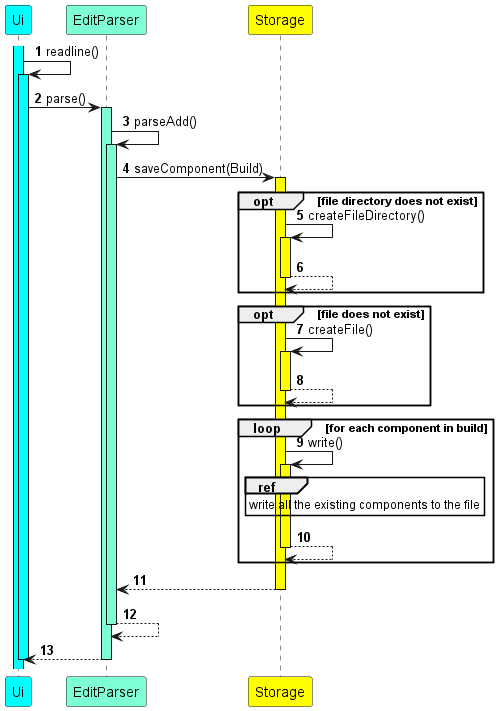 Ui EditParser Storage
1 readline()
2 parse()
3 parseAdd()
4 saveComponent(Build)
opt [file directory does not exist]
5 createFileDirectory()
6
opt [file does not exist]
7 createFile()
8
loop [for each component in build]
9 write()
ref
write all the existing components to the file
10
11
12
13
Ui EditParser Storage